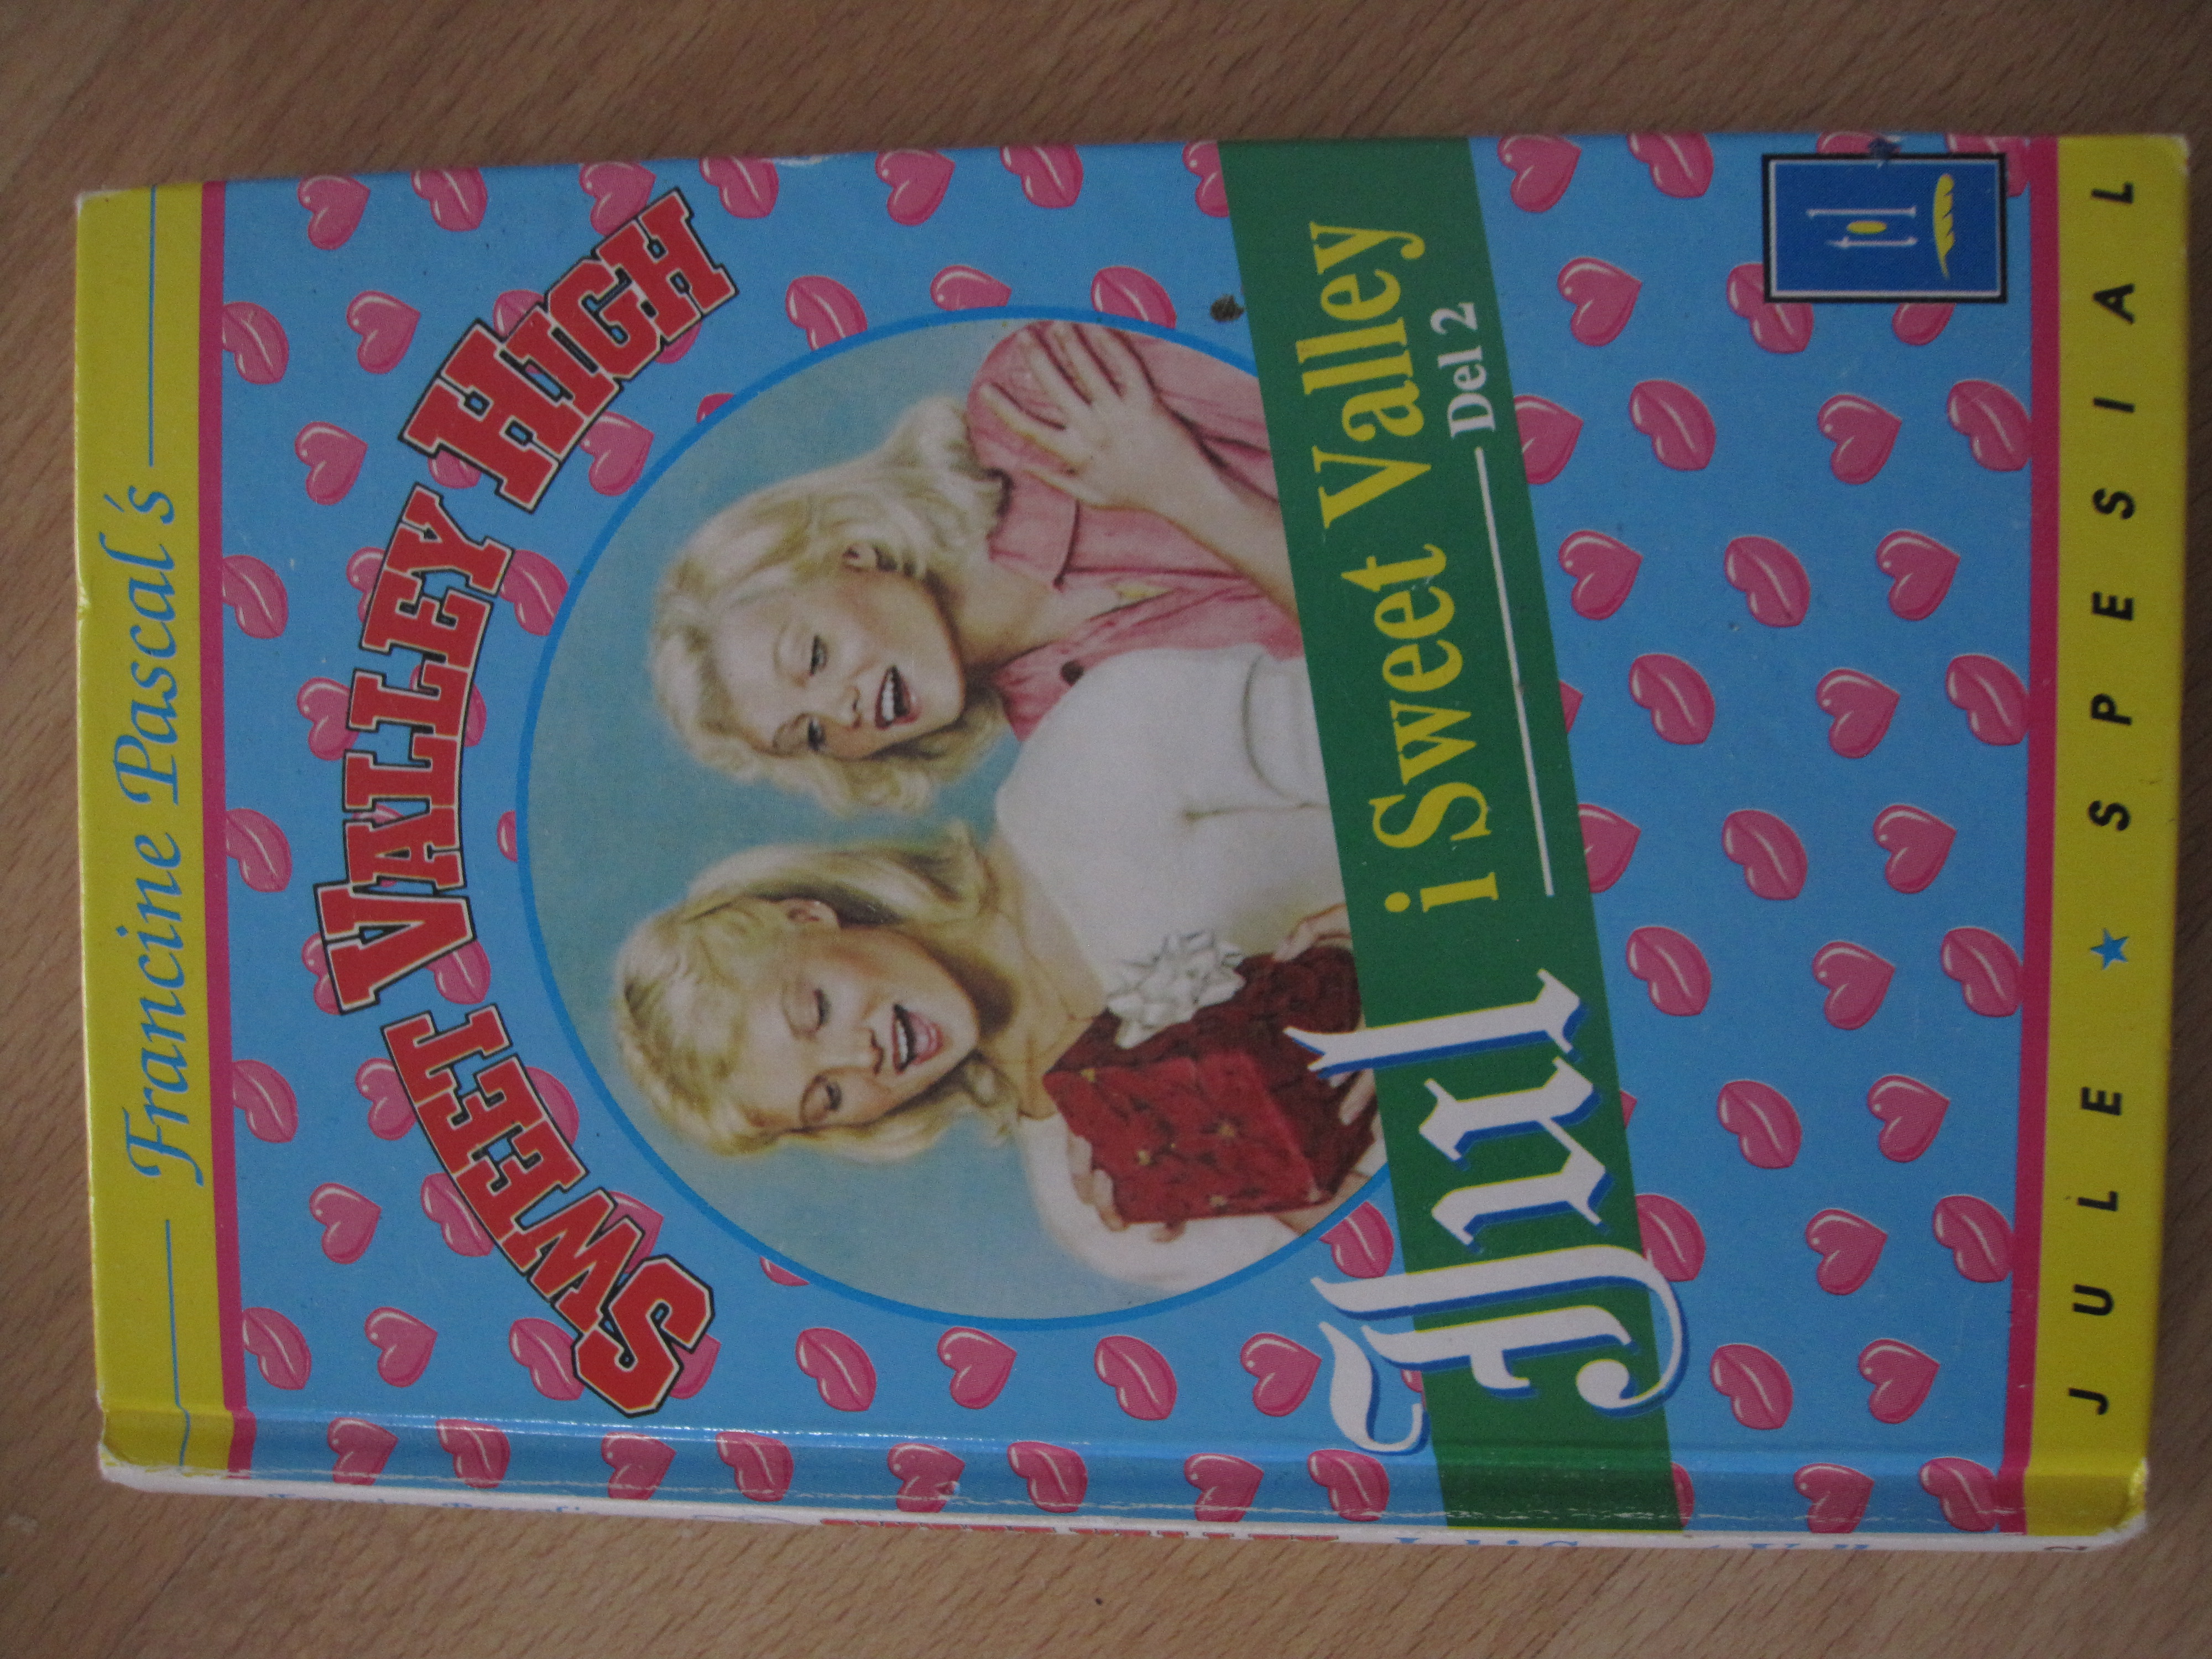 Francine Pascal's
SWEET VALLEY HIGH
Jul i Sweet Valley
Del 2
JULE ★ SPESIAL